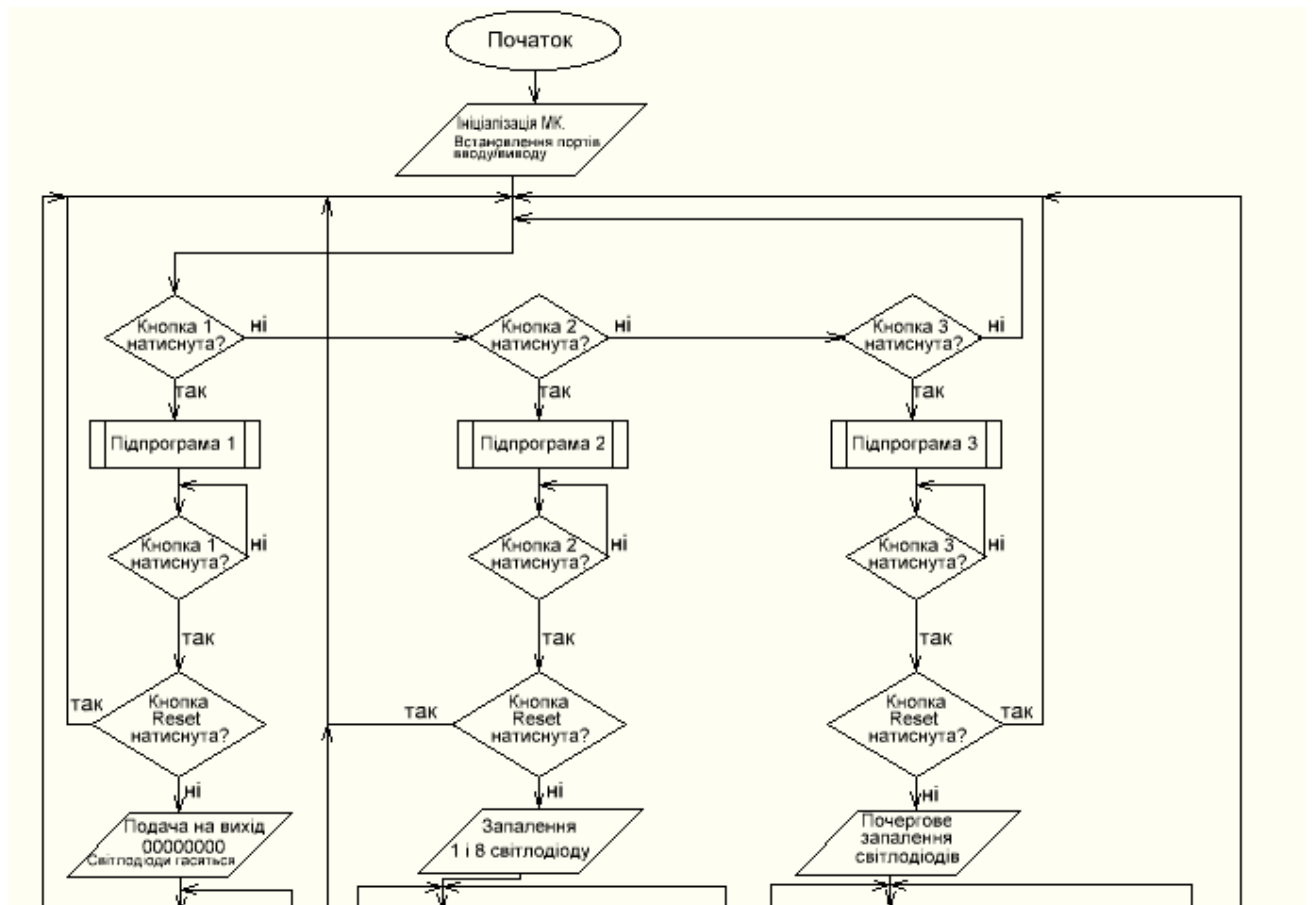 Початок
Ініціалізація МК.
Встановлення портів
вводу/виводу
Кнопка 1
натиснута?
ні
Кнопка 2
натиснута?
ні
Кнопка 3
натиснута?
ні
так
так
так
Підпрограма 1
Підпрограма 2
Підпрограма 3
Кнопка 1
натиснута?
ні
Кнопка 2
натиснута?
ні
Кнопка 3
натиснута?
ні
так
так
так
так
Кнопка
Reset
натиснута?
так
Кнопка
Reset
натиснута?
Кнопка
Reset
натиснута?
так
ні
ні
ні
Подача на вихід
00000000
Світлодіоди гасяться
Запалення
1 і 8 світлодіоду
Почергове
запалення
світлодіодів